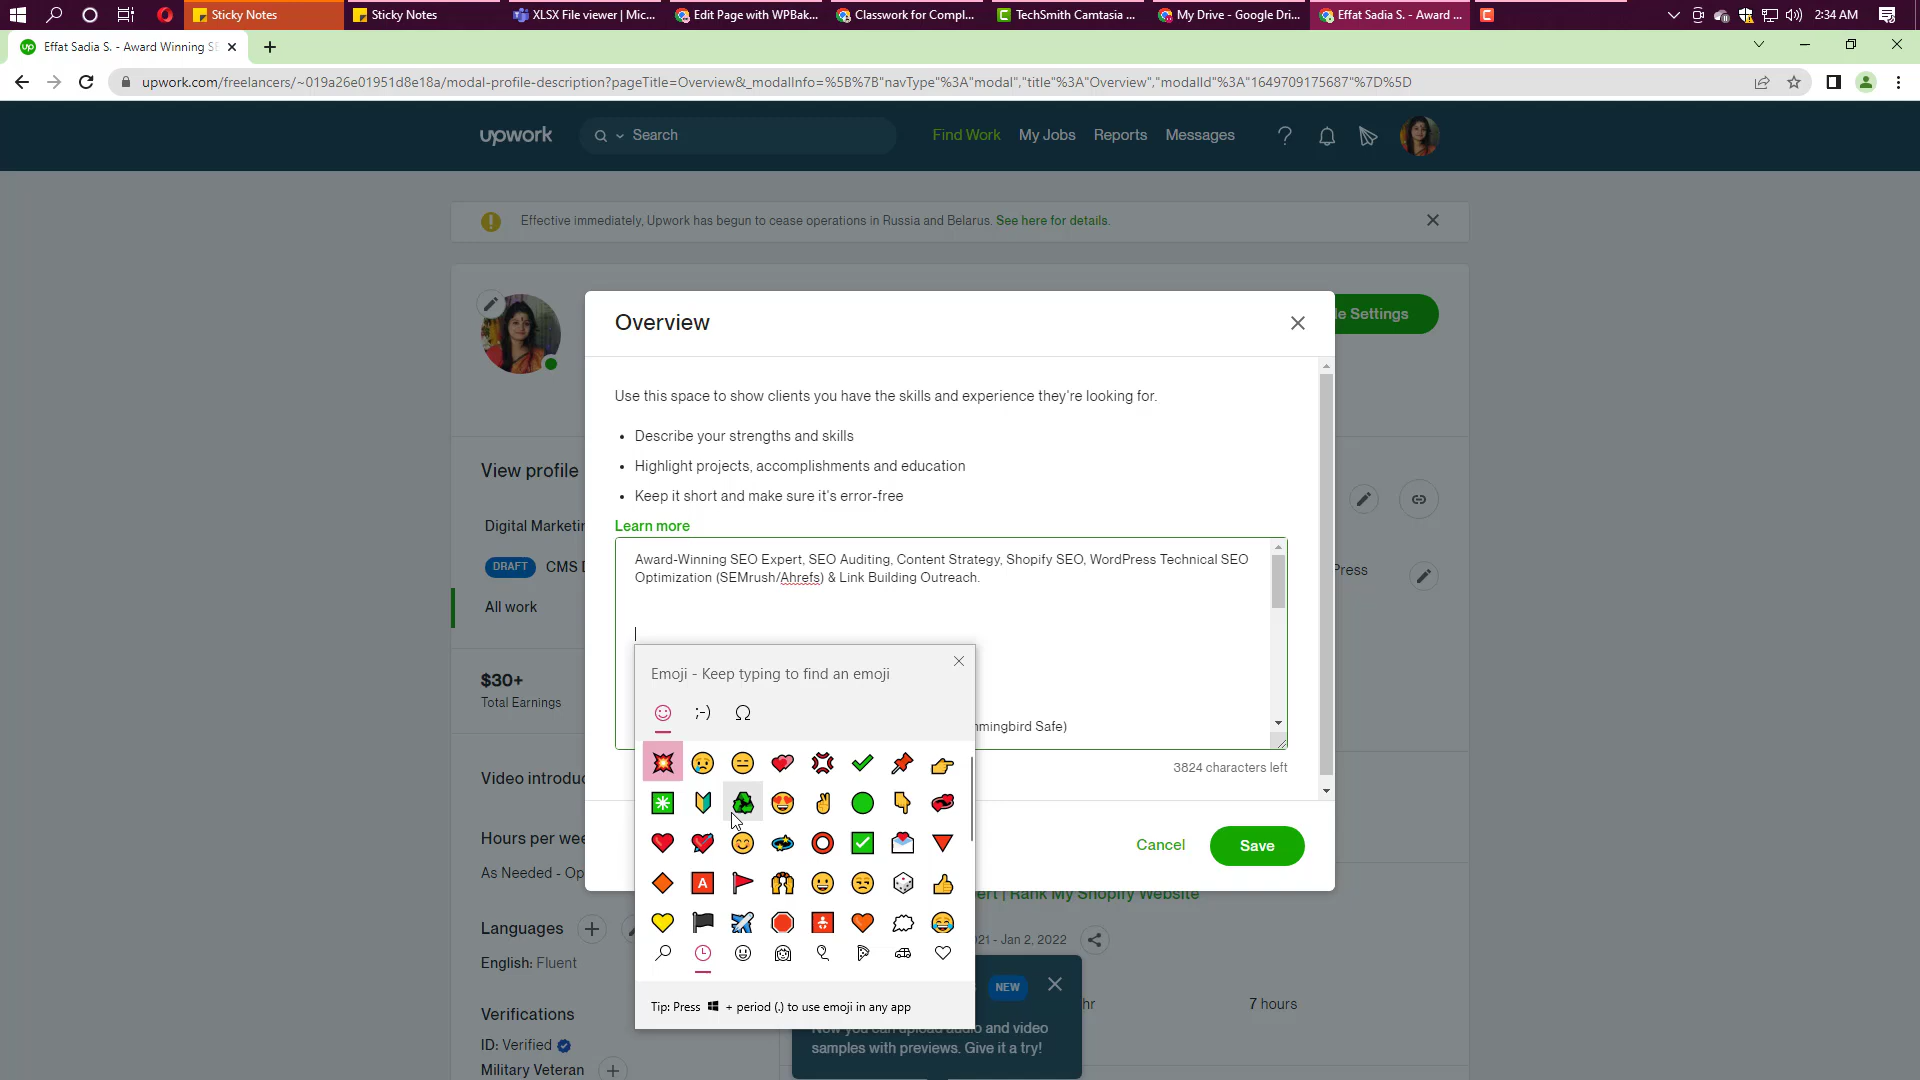 Sticky Notes
Sticky Notes
XLSX File viewer | Mic...
Edit Page with WPBak...
Classwork for Compl...
TechSmith Camtasia ...
My Drive - Google Dri...
Effat Sadia S. - Award ...
2:34 AM
Effat Sadia S. - Award Winning SE
upwork.com/freelancers/~019a26e01951d8e18a/modal-profile-description?pageTitle=Overview&_modalInfo=%5B%7B"navType"%3A"modal","title"%3A"Overview","modalId"%3A"1649709175687"%7D%5D
upwork
Search
Find Work
My Jobs
Reports
Messages
Effective immediately, Upwork has begun to cease operations in Russia and Belarus. See here for details.
Overview
Settings
Use this space to show clients you have the skills and experience they're looking for.
• Describe your strengths and skills
• Highlight projects, accomplishments and education
• Keep it short and make sure it's error-free
Learn more
View profile
Digital Marketin
DRAFT
CMS
All work
Award-Winning SEO Expert, SEO Auditing, Content Strategy, Shopify SEO, WordPress Technical SEO
Optimization (SEMrush/Ahrefs) & Link Building Outreach.
Press
Emoji - Keep typing to find an emoji
;-)
Ω
mmingbird Safe)
3824 characters left
$30+
Total Earnings
Video introduc
Hours per wee
As Needed - Op
Cancel
Save
A
ert | Rank My Shopify Website
021 - Jan 2, 2022
Languages
English: Fluent
Tip: Press + period (.) to use emoji in any app
NEW
hr
7 hours
Now you can upload audio and video
samples with previews. Give it a try!
Verifications
ID: Verified
Military Veteran